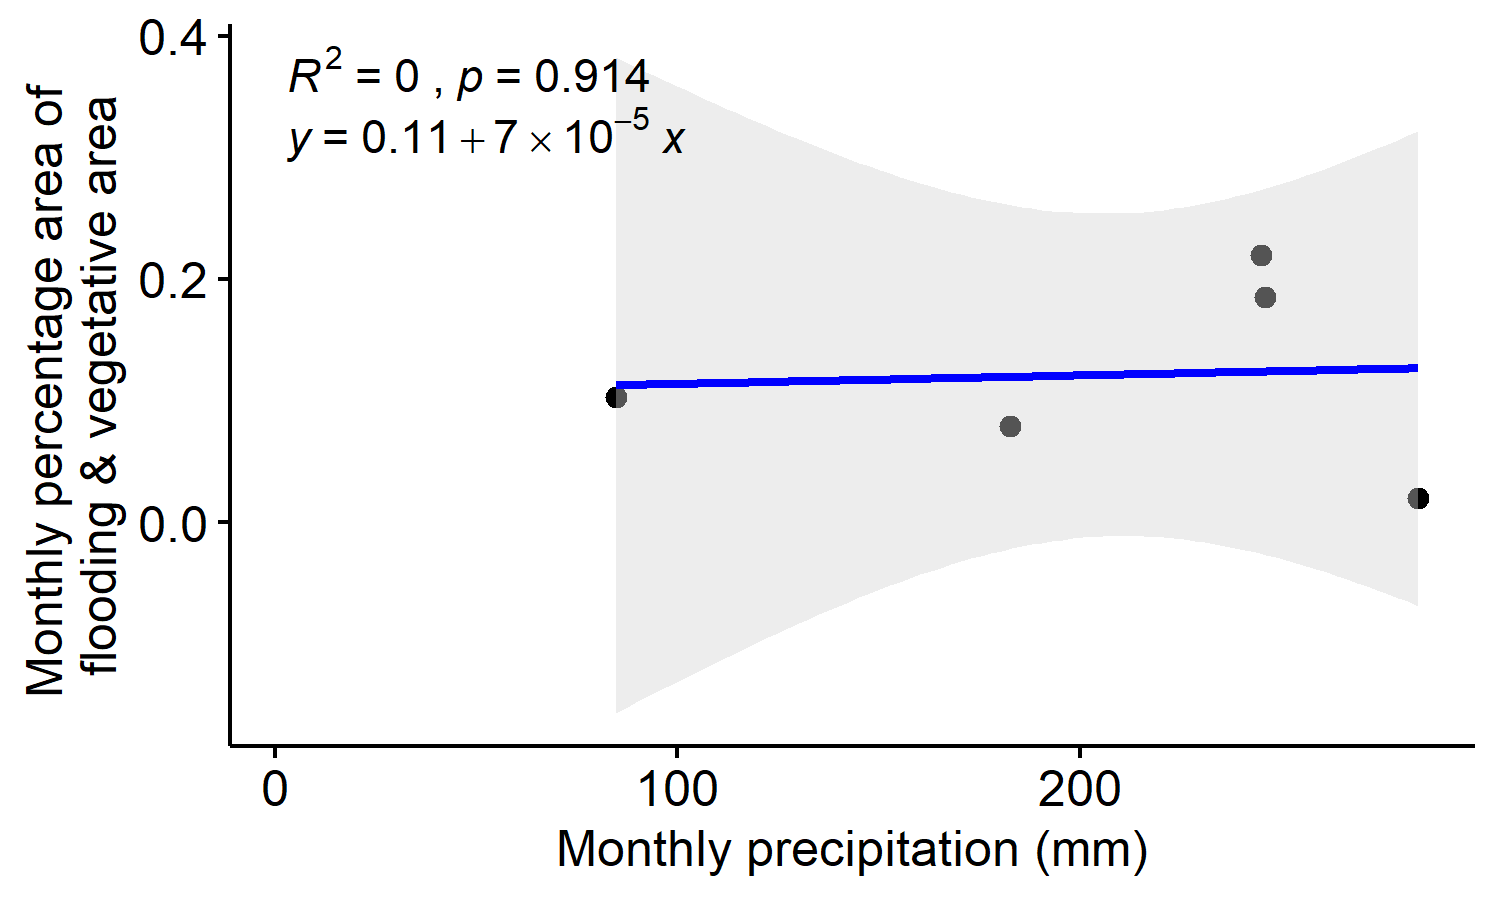 R² = 0 , p = 0.914
y = 0.11 + 7 × 10⁻⁵ x
Monthly percentage area of
flooding & vegetative area
0.4
0.2
0.0
0 100 200
Monthly precipitation (mm)